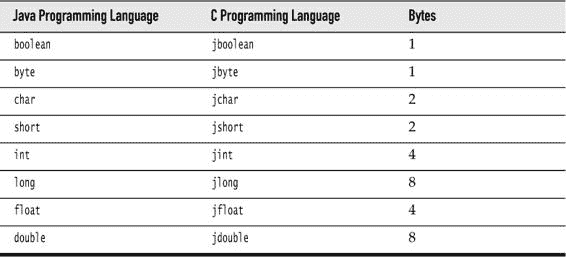 Java Programming Language C Programming Language Bytes
boolean jboolean 1
byte jbyte 1
char jchar 2
short jshort 2
int jint 4
long jlong 8
float jfloat 4
double jdouble 8